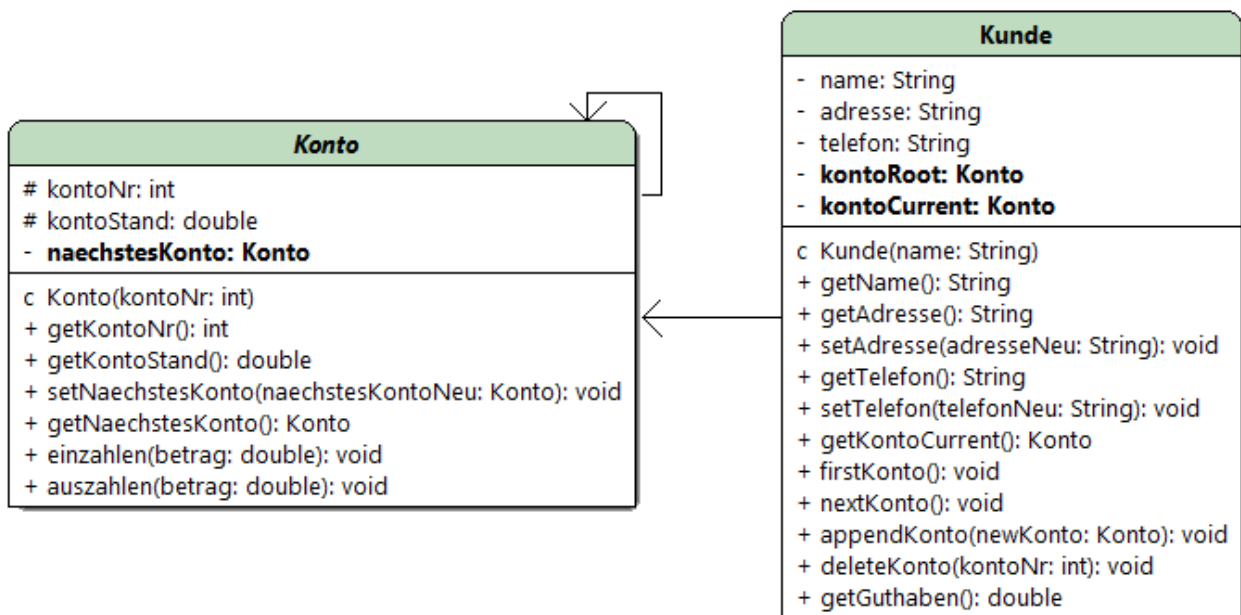 Konto
# kontoNr: int
# kontoStand: double
- naechstesKonto: Konto
c Konto(kontoNr: int)
+ getKontoNr(): int
+ getKontoStand(): double
+ setNaechstesKonto(naechstesKontoNeu: Konto): void
+ getNaechstesKonto(): Konto
+ einzahlen(betrag: double): void
+ auszahlen(betrag: double): void
Kunde
- name: String
- adresse: String
- telefon: String
- kontoRoot: Konto
- kontoCurrent: Konto
c Kunde(name: String)
+ getName(): String
+ getAdresse(): String
+ setAdresse(adresseNeu: String): void
+ getTelefon(): String
+ setTelefon(telefonNeu: String): void
+ getKontoCurrent(): Konto
+ firstKonto(): void
+ nextKonto(): void
+ appendKonto(newKonto: Konto): void
+ deleteKonto(kontoNr: int): void
+ getGuthaben(): double